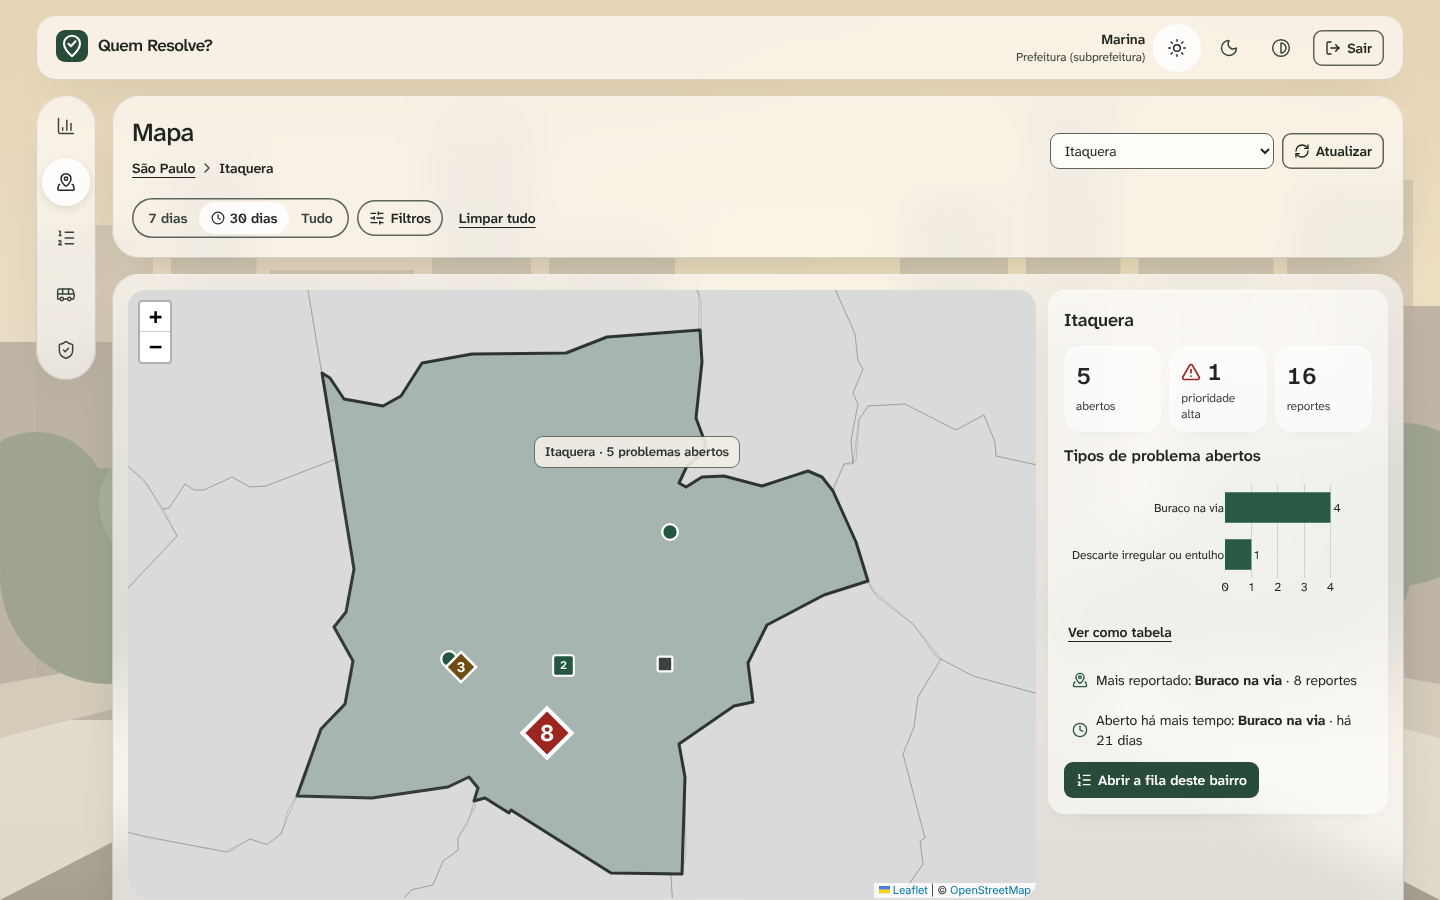 Quem Resolve?
Marina
Prefeitura (subprefeitura)
Sair
Mapa
São Paulo > Itaquera
Itaquera
Atualizar
7 dias
30 dias
Tudo
Filtros
Limpar tudo
+
−
Itaquera · 5 problemas abertos
3
2
8
Leaflet | © OpenStreetMap
Itaquera
5
abertos
1
prioridade
alta
16
reportes
Tipos de problema abertos
Buraco na via 4
Descarte irregular ou entulho 1
0 1 2 3 4
Ver como tabela
Mais reportado: Buraco na via · 8 reportes
Aberto há mais tempo: Buraco na via · há
21 dias
Abrir a fila deste bairro